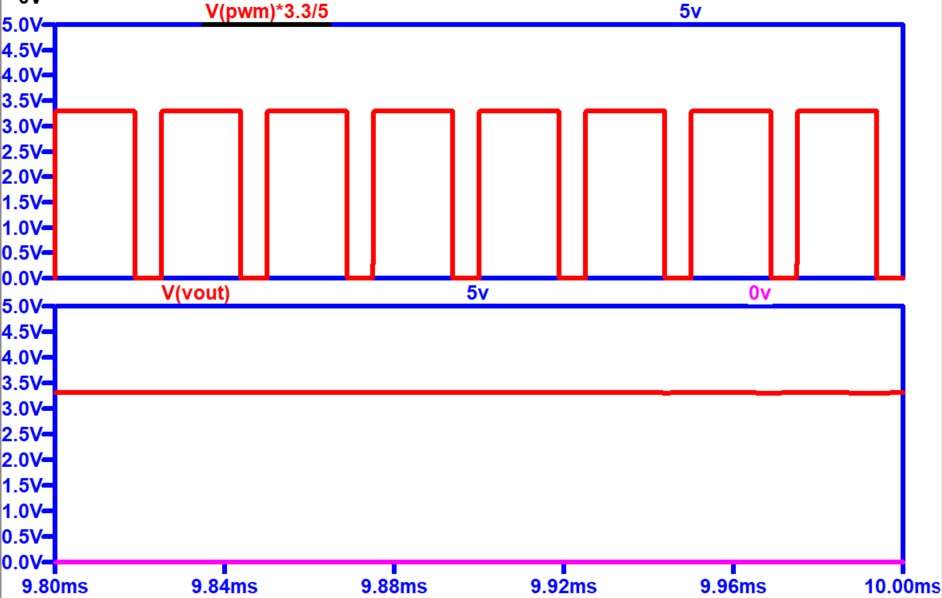 V(pwm)*3.3/5 5v
5.0V
4.5V
4.0V
3.5V
3.0V
2.5V
2.0V
1.5V
1.0V
0.5V
0.0V
V(vout) 5v 0v
5.0V
4.5V
4.0V
3.5V
3.0V
2.5V
2.0V
1.5V
1.0V
0.5V
0.0V
9.80ms 9.84ms 9.88ms 9.92ms 9.96ms 10.00ms